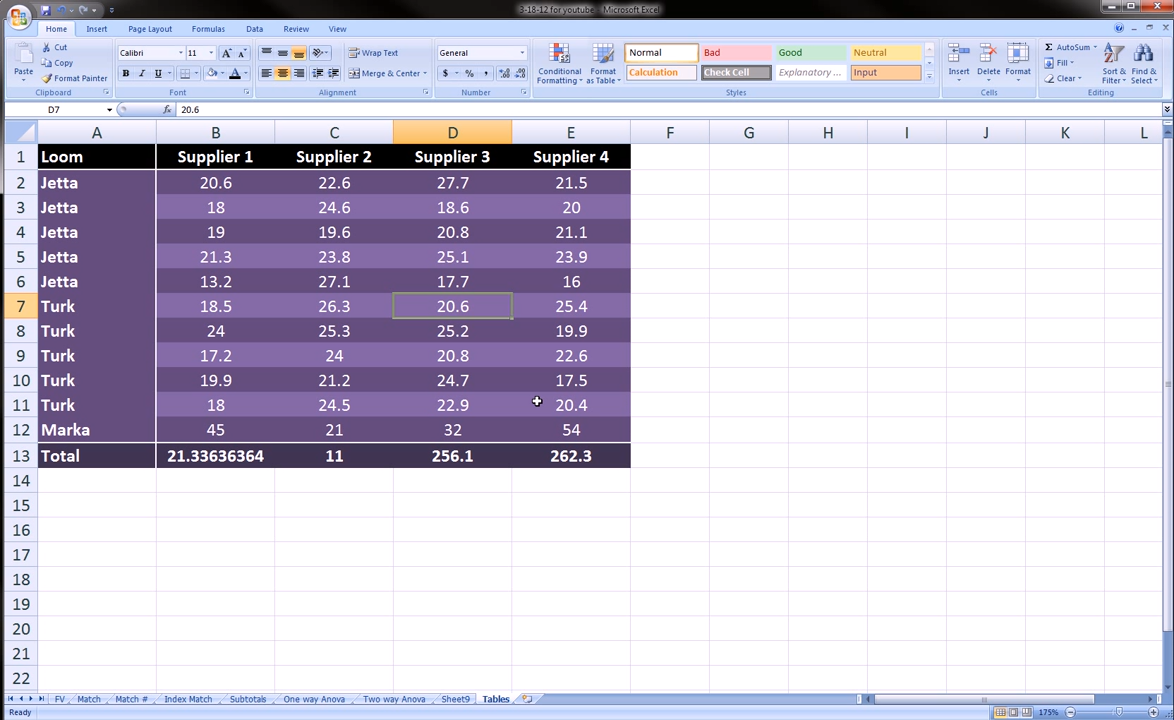 3-18-12 for youtube - Microsoft Excel
Home Insert Page Layout Formulas Data Review View
Paste Cut Copy Format Painter Clipboard
Calibri 11 A A B I U A Font
Wrap Text Merge & Center Alignment
General $ % , Number
Conditional Formatting Format as Table Normal Bad Good Neutral
Calculation Check Cell Explanatory ... Input
Styles
Insert Delete Format Cells
Σ AutoSum Fill Clear Sort & Filter Find & Select Editing
D7 fx 20.6
A B C D E F G H I J K L
1 Loom Supplier 1 Supplier 2 Supplier 3 Supplier 4
2 Jetta 20.6 22.6 27.7 21.5
3 Jetta 18 24.6 18.6 20
4 Jetta 19 19.6 20.8 21.1
5 Jetta 21.3 23.8 25.1 23.9
6 Jetta 13.2 27.1 17.7 16
7 Turk 18.5 26.3 20.6 25.4
8 Turk 24 25.3 25.2 19.9
9 Turk 17.2 24 20.8 22.6
10 Turk 19.9 21.2 24.7 17.5
11 Turk 18 24.5 22.9 20.4
12 Marka 45 21 32 54
13 Total 21.33636364 11 256.1 262.3
14
15
16
17
18
19
20
21
22
FV Match Match # Index Match Subtotals One way Anova Two way Anova Sheet9 Tables
Ready 175%